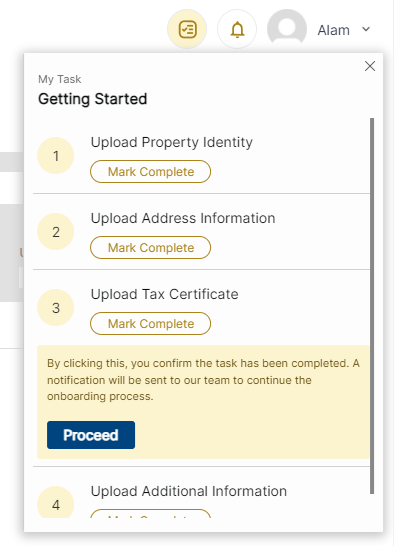 Alam
My Task
Getting Started
1
Upload Property Identity
Mark Complete
2
Upload Address Information
Mark Complete
3
Upload Tax Certificate
Mark Complete
By clicking this, you confirm the task has been completed. A
notification will be sent to our team to continue the
onboarding process.
Proceed
4
Upload Additional Information
Mark Complete